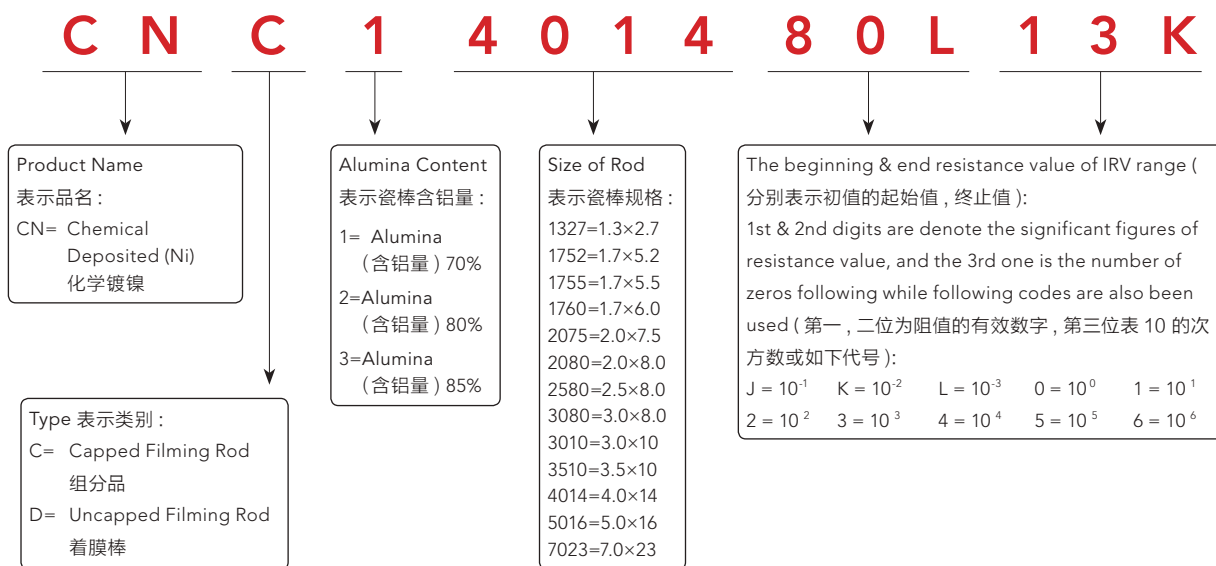 C N C 1 4 0 1 4 8 0 L 1 3 K
Product Name
表示品名 :
CN= Chemical
Deposited (Ni)
化学镀镍
Type 表示类别 :
C= Capped Filming Rod
组分品
D= Uncapped Filming Rod
着膜棒
Alumina Content
表示瓷棒含铝量 :
1= Alumina
( 含铝量 ) 70%
2=Alumina
( 含铝量 ) 80%
3=Alumina
( 含铝量 ) 85%
Size of Rod
表示瓷棒规格 :
1327=1.3×2.7
1752=1.7×5.2
1755=1.7×5.5
1760=1.7×6.0
2075=2.0×7.5
2080=2.0×8.0
2580=2.5×8.0
3080=3.0×8.0
3010=3.0×10
3510=3.5×10
4014=4.0×14
5016=5.0×16
7023=7.0×23
The beginning & end resistance value of IRV range (
分别表示初值的起始值 , 终止值 ):
1st & 2nd digits are denote the significant figures of
resistance value, and the 3rd one is the number of
zeros following while following codes are also been
used ( 第一 , 二位为阻值的有效数字 , 第三位表 10 的次
方数或如下代号 ):
J = 10⁻¹ K = 10⁻² L = 10⁻³ 0 = 10⁰ 1 = 10¹
2 = 10² 3 = 10³ 4 = 10⁴ 5 = 10⁵ 6 = 10⁶